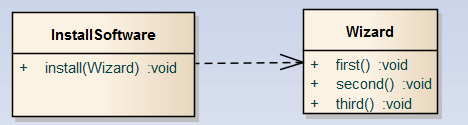 InstallSoftware
+ install(Wizard) :void
Wizard
+ first() :void
+ second() :void
+ third() :void